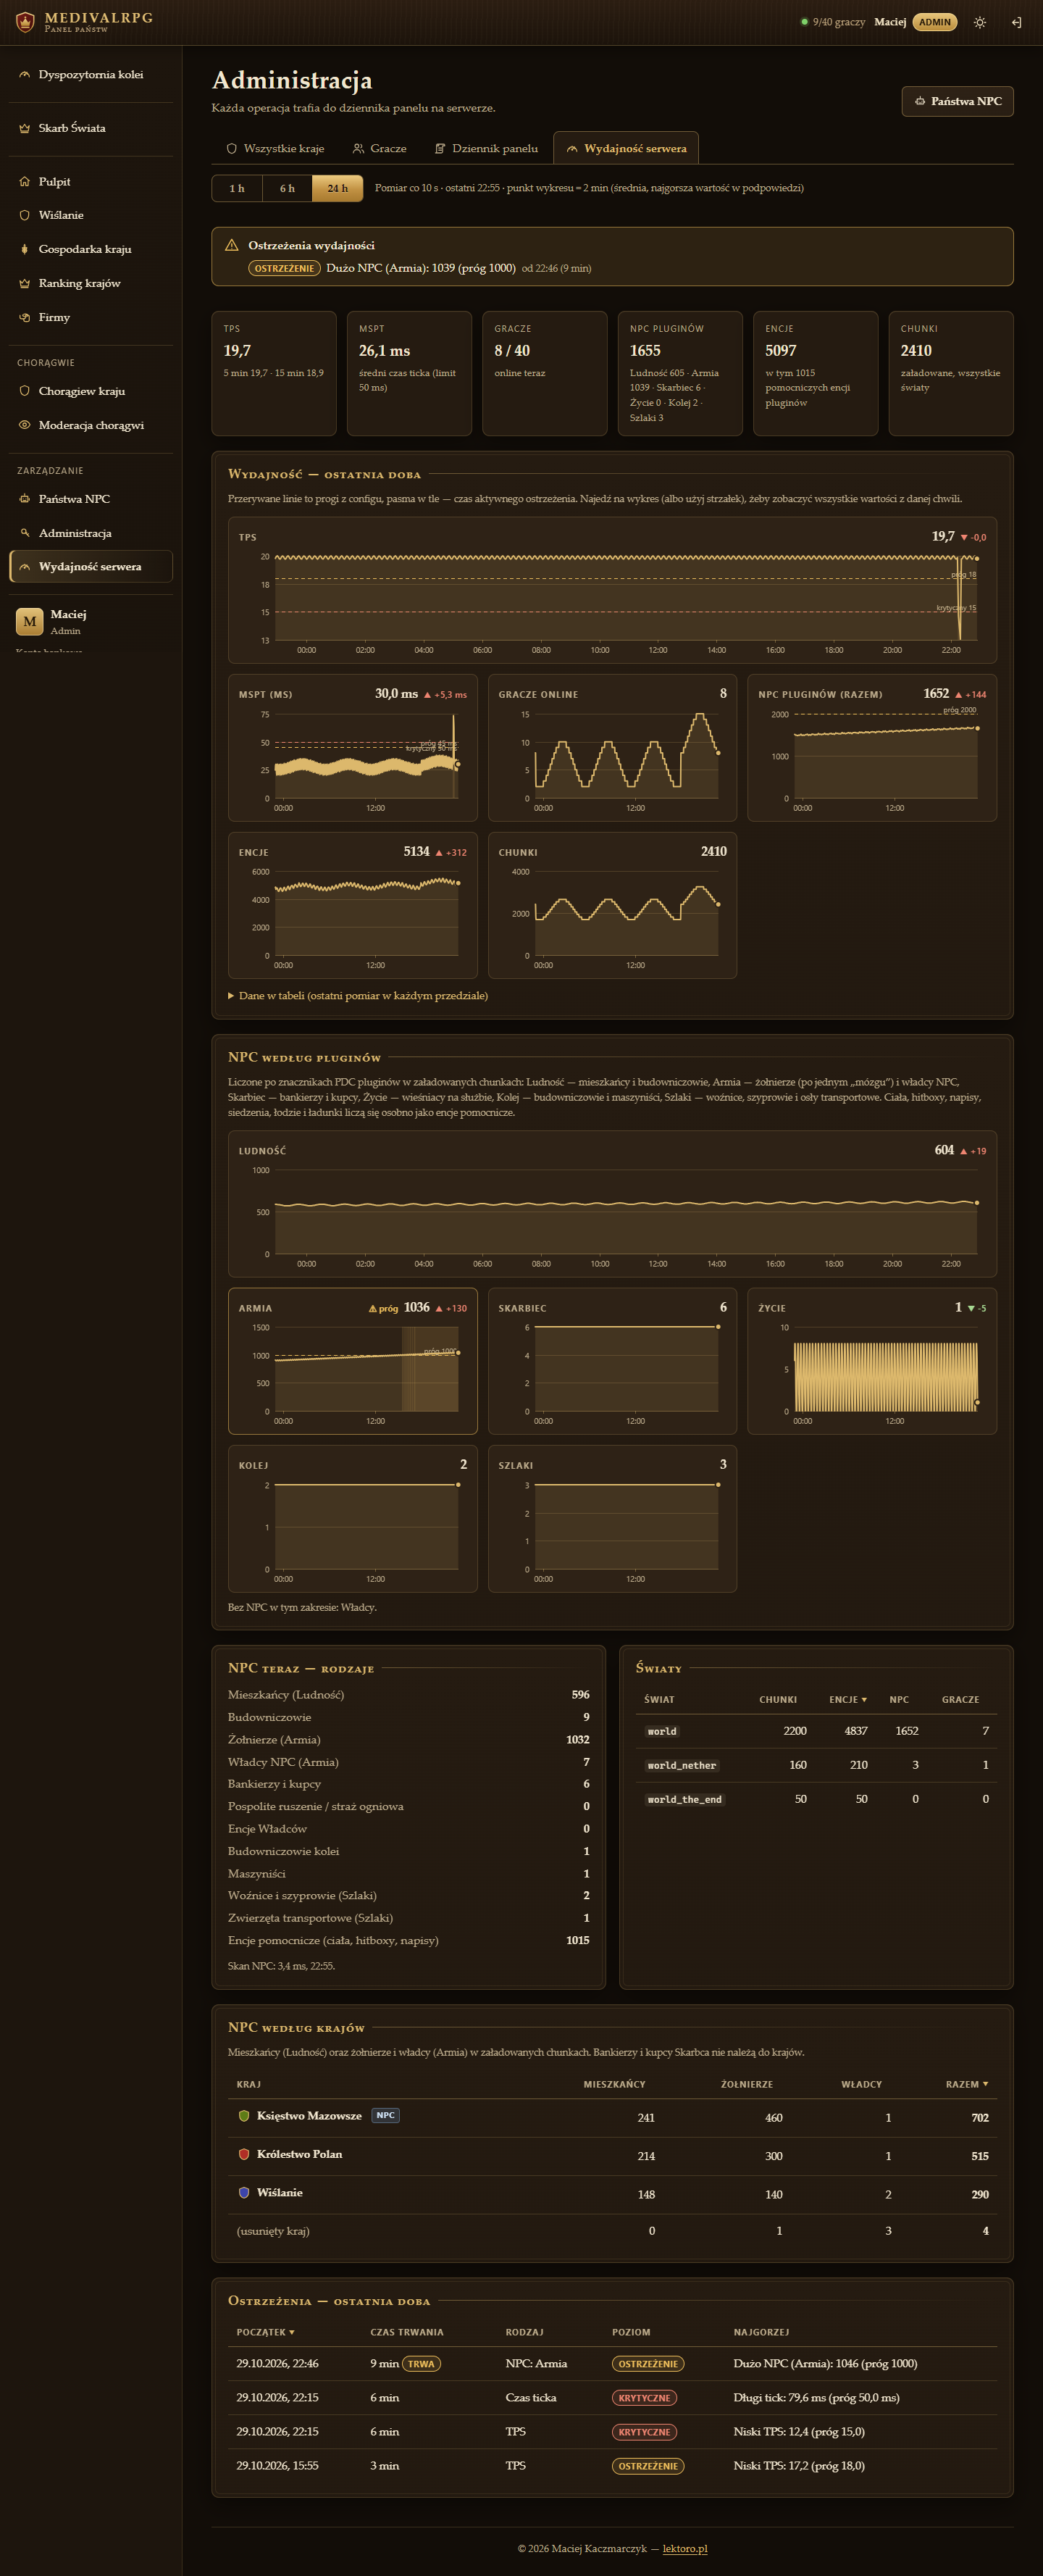 MEDIVALRPG
Panel państw
9/40 graczy Maciej ADMIN
Dyspozytornia kolei
Skarb Świata
Pulpit
Wiślanie
Gospodarka kraju
Ranking krajów
Firmy
CHORĄGWIE
Chorągiew kraju
Moderacja chorągwi
ZARZĄDZANIE
Państwa NPC
Administracja
Wydajność serwera
M Maciej
Admin
Administracja
Każda operacja trafia do dziennika panelu na serwerze.
Państwa NPC
Wszystkie kraje Gracze Dziennik panelu Wydajność serwera
1 h 6 h 24 h Pomiar co 10 s · ostatni 22:55 · punkt wykresu = 2 min (średnia, najgorsza wartość w podpowiedzi)
Ostrzeżenia wydajności
OSTRZEŻENIE Dużo NPC (Armia): 1039 (próg 1000) od 22:46 (9 min)
TPS
19,7
5 min 19,7 · 15 min 18,9
MSPT
26,1 ms
średni czas ticka (limit
50 ms)
GRACZE
8 / 40
online teraz
NPC PLUGINÓW
1655
Ludność 605 · Armia
1039 · Skarbiec 6 ·
Życie 0 · Kolej 2 ·
Szlaki 3
ENCJE
5097
w tym 1015
pomocniczych encji
pluginów
CHUNKI
2410
załadowane, wszystkie
światy
Wydajność — ostatnia doba
Przerywane linie to progi z configu, pasma w tle — czas aktywnego ostrzeżenia. Najedź na wykres (albo użyj strzałek), żeby zobaczyć wszystkie wartości z danej chwili.
TPS 19,7 ▼ -0,0
20
próg 18
18
krytyczny 15
15
13
00:00 02:00 04:00 06:00 08:00 10:00 12:00 14:00 16:00 18:00 20:00 22:00
MSPT (MS) 30,0 ms ▲ +5,3 ms
75
próg 45 ms
50
krytyczny 50 ms
25
0
00:00 12:00
GRACZE ONLINE 8
15
10
5
0
00:00 12:00
NPC PLUGINÓW (RAZEM) 1652 ▲ +144
próg 2000
2000
1000
0
00:00 12:00
ENCJE 5134 ▲ +312
6000
4000
2000
0
00:00 12:00
CHUNKI 2410
4000
2000
0
00:00 12:00
▶ Dane w tabeli (ostatni pomiar w każdym przedziale)
NPC według pluginów
Liczone po znacznikach PDC pluginów w załadowanych chunkach: Ludność — mieszkańcy i budowniczowie, Armia — żołnierze (po jednym „mózgu”) i władcy NPC,
Skarbiec — bankierzy i kupcy, Życie — wieśniacy na służbie, Kolej — budowniczowie i maszyniści, Szlaki — woźnice, szyprowie i osły transportowe. Ciała, hitboxy, napisy,
siedzenia, łodzie i ładunki liczą się osobno jako encje pomocnicze.
LUDNOŚĆ 604 ▲ +19
1000
500
0
00:00 02:00 04:00 06:00 08:00 10:00 12:00 14:00 16:00 18:00 20:00 22:00
ARMIA ⚠ próg 1036 ▲ +130
1500
próg 1000
1000
500
0
00:00 12:00
SKARBIEC 6
6
4
2
0
00:00 12:00
ŻYCIE 1 ▼ -5
10
5
0
00:00 12:00
KOLEJ 2
2
1
0
00:00 12:00
SZLAKI 3
3
2
1
0
00:00 12:00
Bez NPC w tym zakresie: Władcy.
NPC teraz — rodzaje
Mieszkańcy (Ludność) 596
Budowniczowie 9
Żołnierze (Armia) 1032
Władcy NPC (Armia) 7
Bankierzy i kupcy 6
Pospolite ruszenie / straż ogniowa 0
Encje Władców 0
Budowniczowie kolei 1
Maszyniści 1
Woźnice i szyprowie (Szlaki) 2
Zwierzęta transportowe (Szlaki) 1
Encje pomocnicze (ciała, hitboxy, napisy) 1015
Skan NPC: 3,4 ms, 22:55.
Światy
ŚWIAT CHUNKI ENCJE ▼ NPC GRACZE
world 2200 4837 1652 7
world_nether 160 210 3 1
world_the_end 50 50 0 0
NPC według krajów
Mieszkańcy (Ludność) oraz żołnierze i władcy (Armia) w załadowanych chunkach. Bankierzy i kupcy Skarbca nie należą do krajów.
KRAJ MIESZKAŃCY ŻOŁNIERZE WŁADCY RAZEM ▼
Księstwo Mazowsze NPC 241 460 1 702
Królestwo Polan 214 300 1 515
Wiślanie 148 140 2 290
(usunięty kraj) 0 1 3 4
Ostrzeżenia — ostatnia doba
POCZĄTEK ▼ CZAS TRWANIA RODZAJ POZIOM NAJGORZEJ
29.10.2026, 22:46 9 min TRWA NPC: Armia OSTRZEŻENIE Dużo NPC (Armia): 1046 (próg 1000)
29.10.2026, 22:15 6 min Czas ticka KRYTYCZNE Długi tick: 79,6 ms (próg 50,0 ms)
29.10.2026, 22:15 6 min TPS KRYTYCZNE Niski TPS: 12,4 (próg 15,0)
29.10.2026, 15:55 3 min TPS OSTRZEŻENIE Niski TPS: 17,2 (próg 18,0)
© 2026 Maciej Kaczmarczyk — lektoro.pl